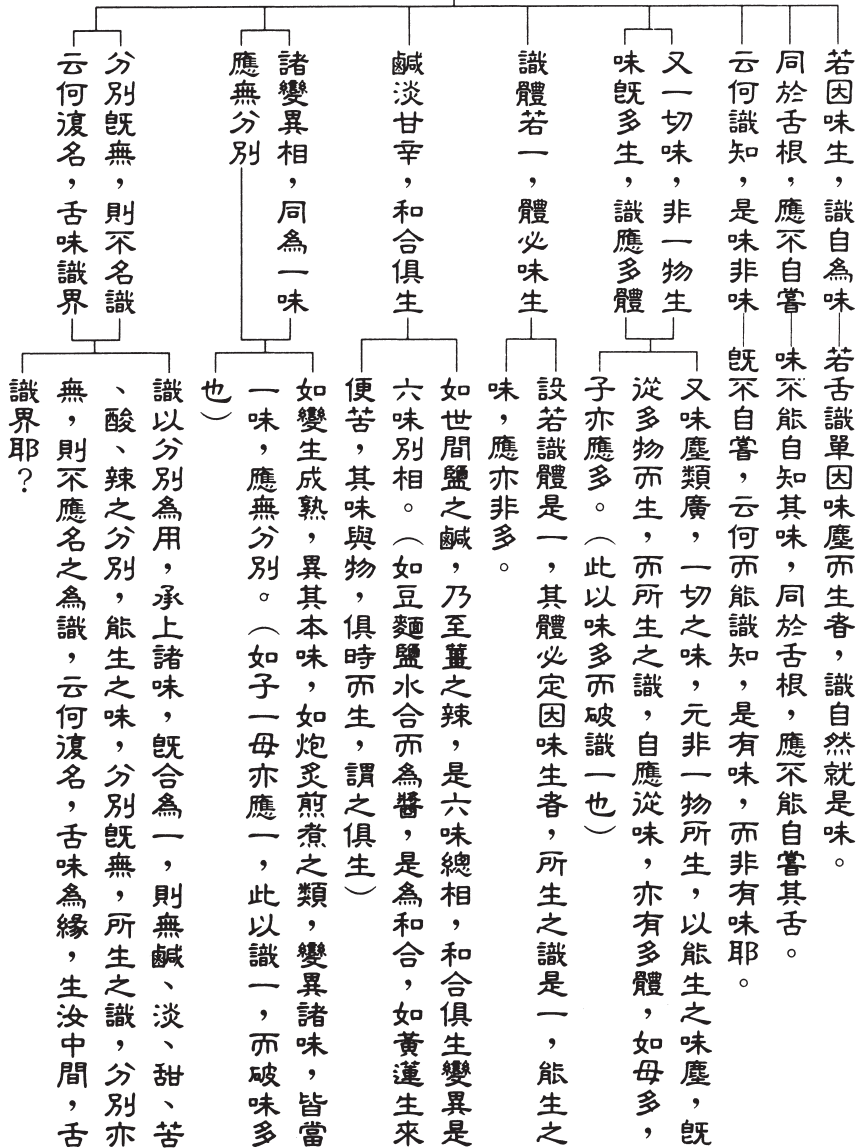 若因味生，識自為味
同於舌根，應不自嘗
云何識知，是味非味
又一切味，非一物生
味既多生，識應多體
識體若一，體必味生
鹹淡甘辛，和合俱生
諸變異相，同為一味
應無分別
分別既無，則不名識
云何復名，舌味識界
若舌識單因味塵而生者，識自然就是味。
味不能自知其味，同於舌根，應不能自嘗其舌。
既不自嘗，云何而能識知，是有味，而非有味耶。
又味塵類廣，一切之味，元非一物所生，以能生之味塵，既
從多物而生，而所生之識，自應從味，亦有多體，如母多，
子亦應多。（此以味多而破識一也）
設若識體是一，其體必定因味生者，所生之識是一，能生之
味，應亦非多。
如世間鹽之鹹，乃至薑之辣，是六味總相，和合俱生變異是
六味別相。（如豆麵鹽水合而為醬，是為和合，如黃蓮生來
便苦，其味與物，俱時而生，謂之俱生）
如變生成熟，異其本味，如炮炙煎煮之類，變異諸味，皆當
一味，應無分別。（如子一母亦應一，此以識一，而破味多
也）
識以分別為用，承上諸味，既合為一，則無鹹、淡、甜、苦
、酸、辣之分別，能生之味，分別既無，所生之識，分別亦
無，則不應名之為識，云何復名，舌味為緣，生汝中間，舌
識界耶？